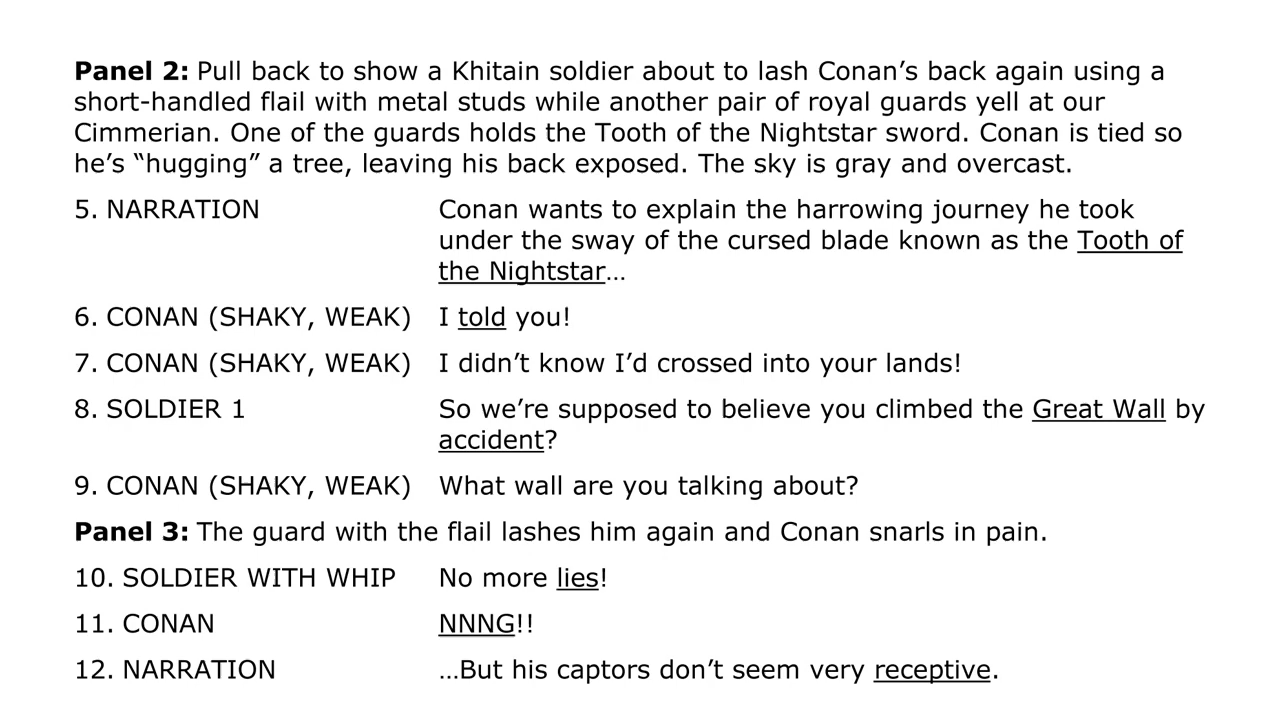 Panel 2: Pull back to show a Khitain soldier about to lash Conan’s back again using a
short-handled flail with metal studs while another pair of royal guards yell at our
Cimmerian. One of the guards holds the Tooth of the Nightstar sword. Conan is tied so
he’s “hugging” a tree, leaving his back exposed. The sky is gray and overcast.
5. NARRATION Conan wants to explain the harrowing journey he took
under the sway of the cursed blade known as the Tooth of
the Nightstar…
6. CONAN (SHAKY, WEAK) I told you!
7. CONAN (SHAKY, WEAK) I didn’t know I’d crossed into your lands!
8. SOLDIER 1 So we’re supposed to believe you climbed the Great Wall by
accident?
9. CONAN (SHAKY, WEAK) What wall are you talking about?
Panel 3: The guard with the flail lashes him again and Conan snarls in pain.
10. SOLDIER WITH WHIP No more lies!
11. CONAN NNNG!!
12. NARRATION …But his captors don’t seem very receptive.